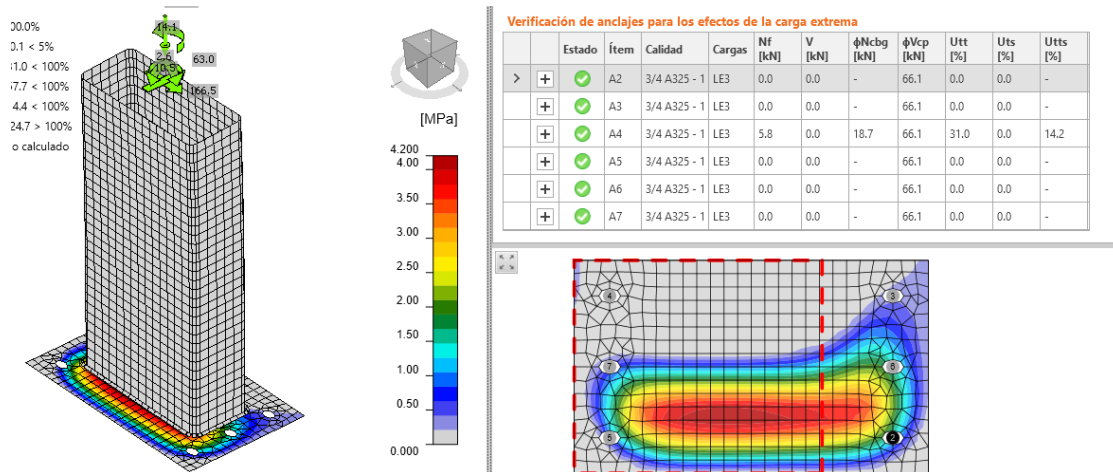 00.0%
0.1 < 5%
31.0 < 100%
67.7 < 100%
4.4 < 100%
24.7 > 100%
o calculado
14.1
2.6
63.0
10.9
166.5
[MPa]
4.200
4.00
3.50
3.00
2.50
2.00
1.50
1.00
0.50
0.000
Verificación de anclajes para los efectos de la carga extrema
Estado Ítem Calidad Cargas Nf [kN] V [kN] ϕNcbg [kN] ϕVcp [kN] Utt [%] Uts [%] Utts [%]
> + A2 3/4 A325 - 1 LE3 0.0 0.0 - 66.1 0.0 0.0 -
+ A3 3/4 A325 - 1 LE3 0.0 0.0 - 66.1 0.0 0.0 -
+ A4 3/4 A325 - 1 LE3 5.8 0.0 18.7 66.1 31.0 0.0 14.2
+ A5 3/4 A325 - 1 LE3 0.0 0.0 - 66.1 0.0 0.0 -
+ A6 3/4 A325 - 1 LE3 0.0 0.0 - 66.1 0.0 0.0 -
+ A7 3/4 A325 - 1 LE3 0.0 0.0 - 66.1 0.0 0.0 -
4 3
7 6
5 2